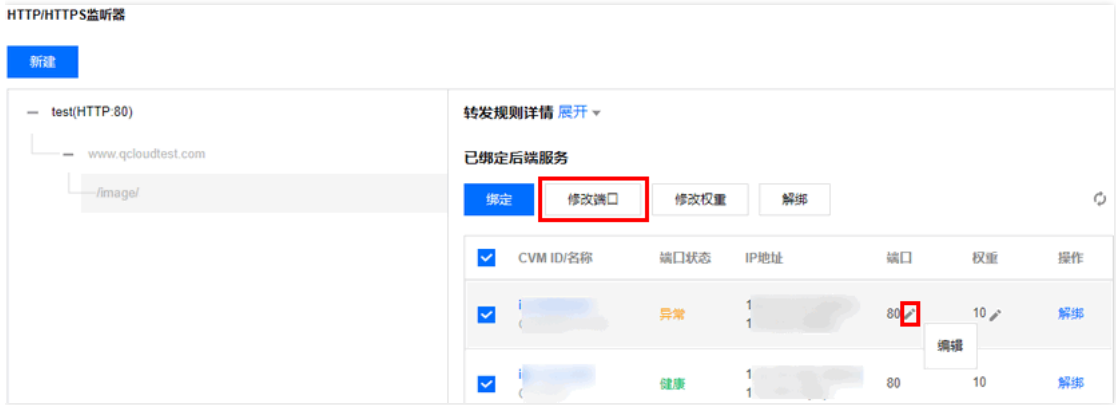 HTTP/HTTPS监听器
新建
test(HTTP:80)
www.qcloudtest.com
/image/
转发规则详情 展开
已绑定后端服务
绑定 修改端口 修改权重 解绑
CVM ID/名称 端口状态 IP地址 端口 权重 操作
异常 80 10 解绑
编辑
健康 80 10 解绑